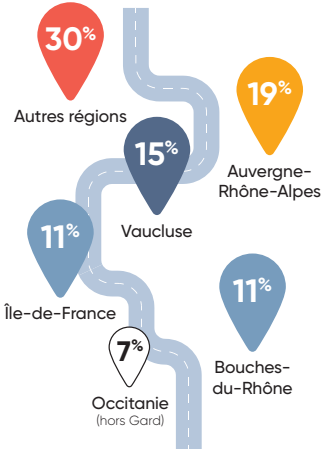 30%
Autres régions
19%
Auvergne-
Rhône-Alpes
15%
Vaucluse
11%
Île-de-France
11%
Bouches-
du-Rhône
7%
Occitanie
(hors Gard)